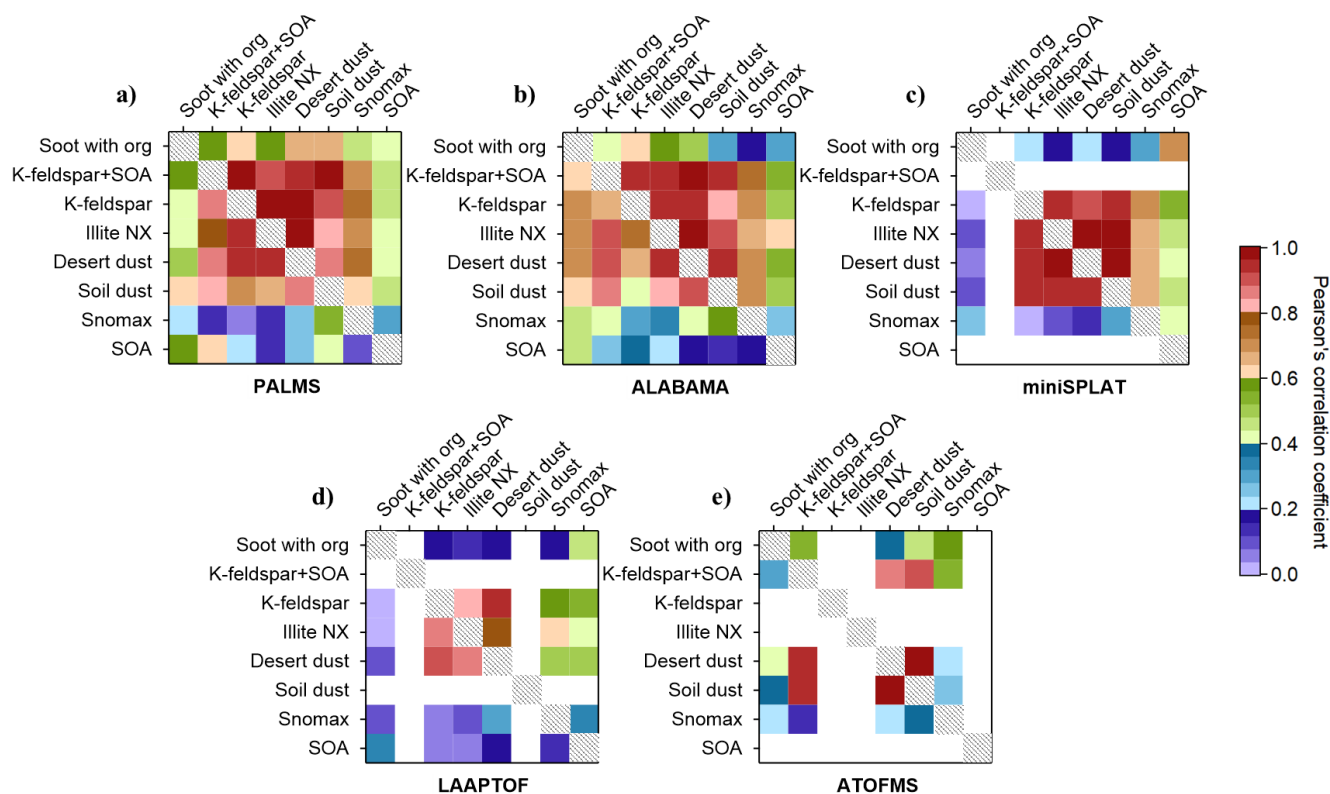 a)
Soot with org
K-feldspar+SOA
K-feldspar
Illite NX
Desert dust
Soil dust
Snomax
SOA
Soot with org
K-feldspar+SOA
K-feldspar
Illite NX
Desert dust
Soil dust
Snomax
SOA
PALMS
b)
Soot with org
K-feldspar+SOA
K-feldspar
Illite NX
Desert dust
Soil dust
Snomax
SOA
Soot with org
K-feldspar+SOA
K-feldspar
Illite NX
Desert dust
Soil dust
Snomax
SOA
ALABAMA
c)
Soot with org
K-feldspar+SOA
K-feldspar
Illite NX
Desert dust
Soil dust
Snomax
SOA
Soot with org
K-feldspar+SOA
K-feldspar
Illite NX
Desert dust
Soil dust
Snomax
SOA
miniSPLAT
1.0
0.8
0.6
0.4
0.2
0.0
Pearson's correlation coefficient
d)
Soot with org
K-feldspar+SOA
K-feldspar
Illite NX
Desert dust
Soil dust
Snomax
SOA
Soot with org
K-feldspar+SOA
K-feldspar
Illite NX
Desert dust
Soil dust
Snomax
SOA
LAAPTOF
e)
Soot with org
K-feldspar+SOA
K-feldspar
Illite NX
Desert dust
Soil dust
Snomax
SOA
Soot with org
K-feldspar+SOA
K-feldspar
Illite NX
Desert dust
Soil dust
Snomax
SOA
ATOFMS